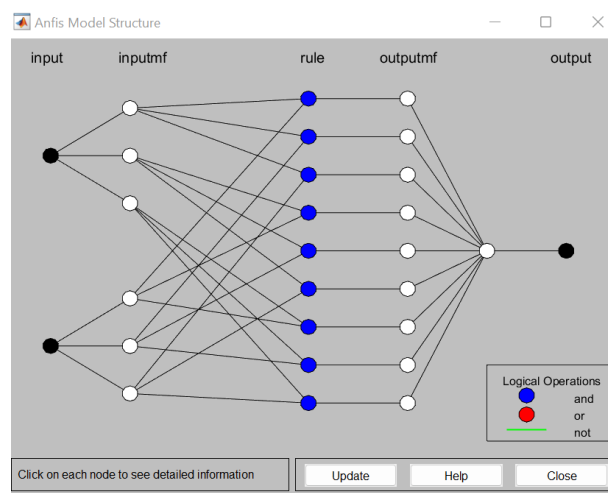 Anfis Model Structure
input inputmf rule outputmf output
Logical Operations
and
or
not
Click on each node to see detailed information
Update Help Close